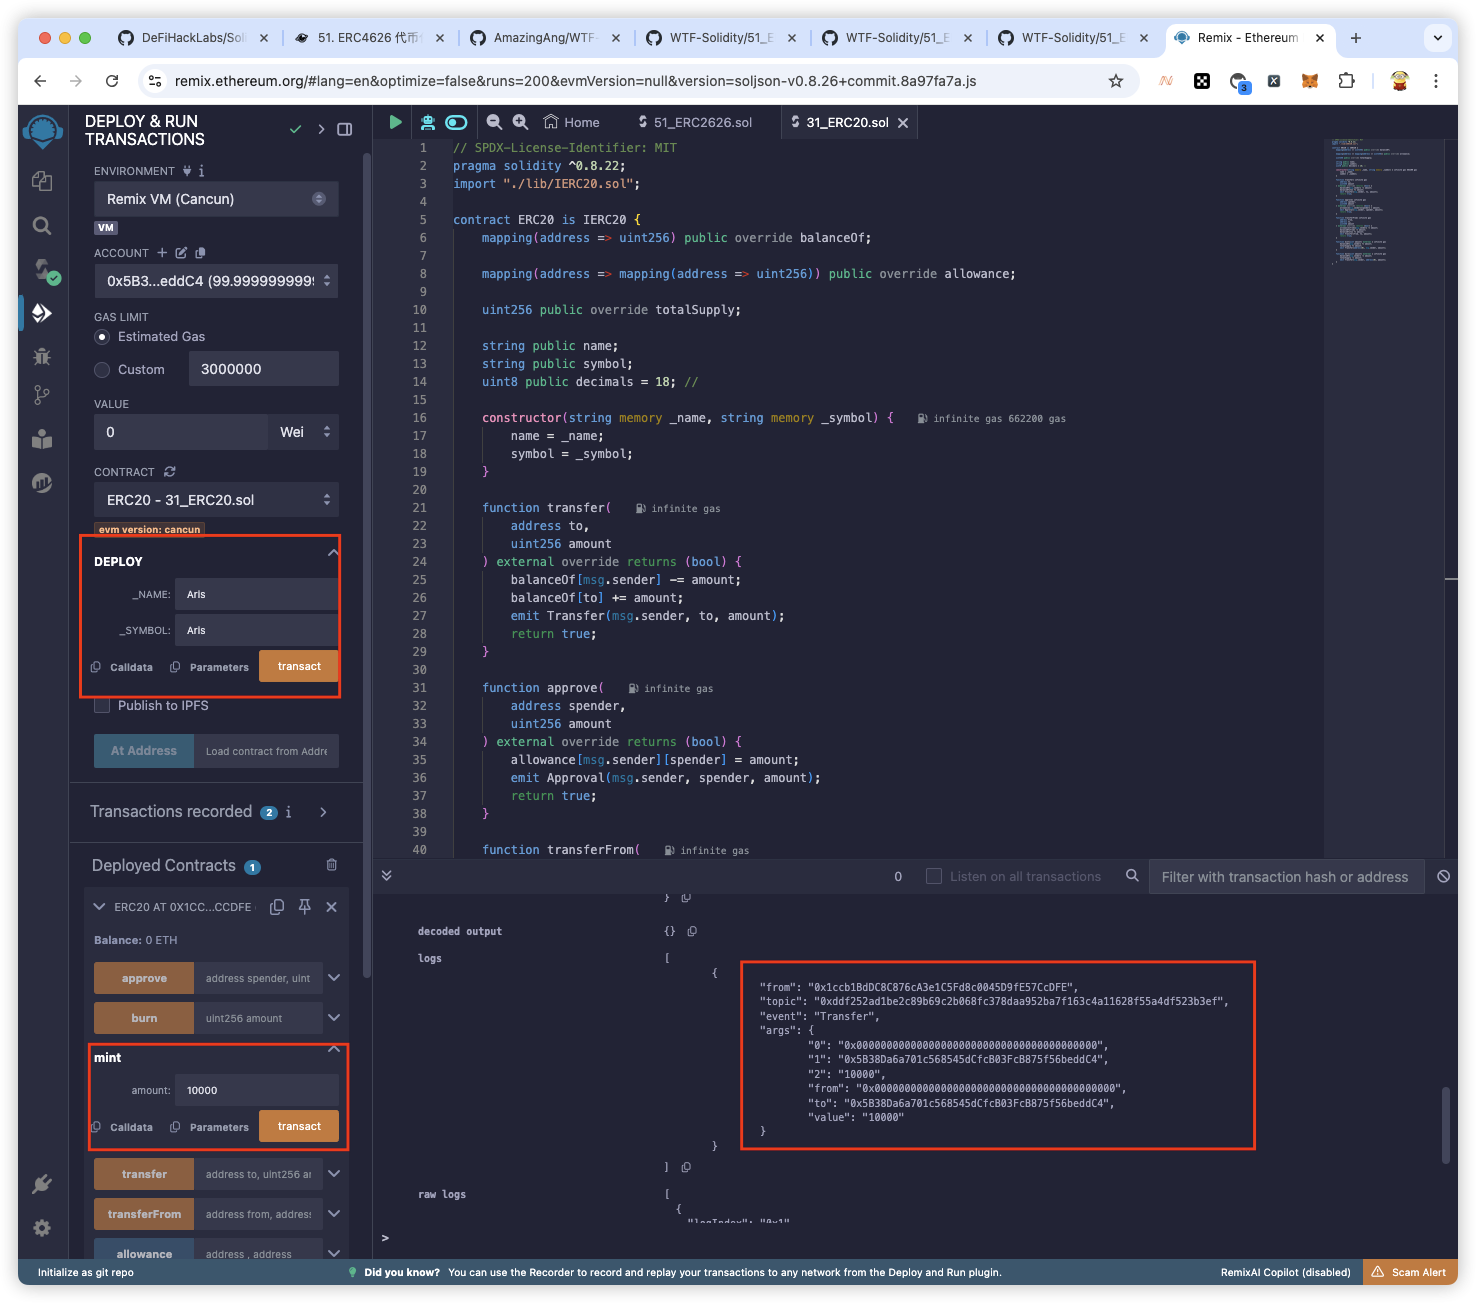 DeFiHackLabs/Soli
51. ERC4626 代币
AmazingAng/WTF-
WTF-Solidity/51_E
WTF-Solidity/51_E
WTF-Solidity/51_E
Remix - Ethereum
remix.ethereum.org/#lang=en&optimize=false&runs=200&evmVersion=null&version=soljson-v0.8.26+commit.8a97fa7a.js
3
DEPLOY & RUN
TRANSACTIONS
ENVIRONMENT
Remix VM (Cancun)
VM
ACCOUNT
0x5B3...eddC4 (99.9999999999
GAS LIMIT
Estimated Gas
Custom
3000000
VALUE
0
Wei
CONTRACT
ERC20 - 31_ERC20.sol
evm version: cancun
DEPLOY
_NAME:
Aris
_SYMBOL:
Aris
Calldata
Parameters
transact
Publish to IPFS
At Address
Load contract from Addre
Transactions recorded 2 i
Deployed Contracts 1
ERC20 AT 0X1CC...CCDFE
Balance: 0 ETH
approve
address spender, uint
burn
uint256 amount
mint
amount:
10000
Calldata
Parameters
transact
transfer
address to, uint256 ar
transferFrom
address from, address
allowance
address , address
Home
51_ERC2626.sol
31_ERC20.sol
1 // SPDX-License-Identifier: MIT
2 pragma solidity ^0.8.22;
3 import "./lib/IERC20.sol";
4
5 contract ERC20 is IERC20 {
6 mapping(address => uint256) public override balanceOf;
7
8 mapping(address => mapping(address => uint256)) public override allowance;
9
10 uint256 public override totalSupply;
11
12 string public name;
13 string public symbol;
14 uint8 public decimals = 18; //
15
16 constructor(string memory _name, string memory _symbol) { infinite gas 662200 gas
17 name = _name;
18 symbol = _symbol;
19 }
20
21 function transfer( infinite gas
22 address to,
23 uint256 amount
24 ) external override returns (bool) {
25 balanceOf[msg.sender] -= amount;
26 balanceOf[to] += amount;
27 emit Transfer(msg.sender, to, amount);
28 return true;
29 }
30
31 function approve( infinite gas
32 address spender,
33 uint256 amount
34 ) external override returns (bool) {
35 allowance[msg.sender][spender] = amount;
36 emit Approval(msg.sender, spender, amount);
37 return true;
38 }
39
40 function transferFrom( infinite gas
0
Listen on all transactions
Filter with transaction hash or address
}
decoded output {}
logs [
{
"from": "0x1ccb1BdDC8C876cA3e1C5Fd8c0045D9fE57CcDFE",
"topic": "0xddf252ad1be2c89b69c2b068fc378daa952ba7f163c4a11628f55a4df523b3ef",
"event": "Transfer",
"args": {
"0": "0x0000000000000000000000000000000000000000",
"1": "0x5B38Da6a701c568545dCfcB03FcB875f56beddC4",
"2": "10000",
"from": "0x0000000000000000000000000000000000000000",
"to": "0x5B38Da6a701c568545dCfcB03FcB875f56beddC4",
"value": "10000"
}
}
]
raw logs [
{
"logIndex": "0x1"
>
Initialize as git repo
Did you know? You can use the Recorder to record and replay your transactions to any network from the Deploy and Run plugin.
RemixAI Copilot (disabled)
Scam Alert